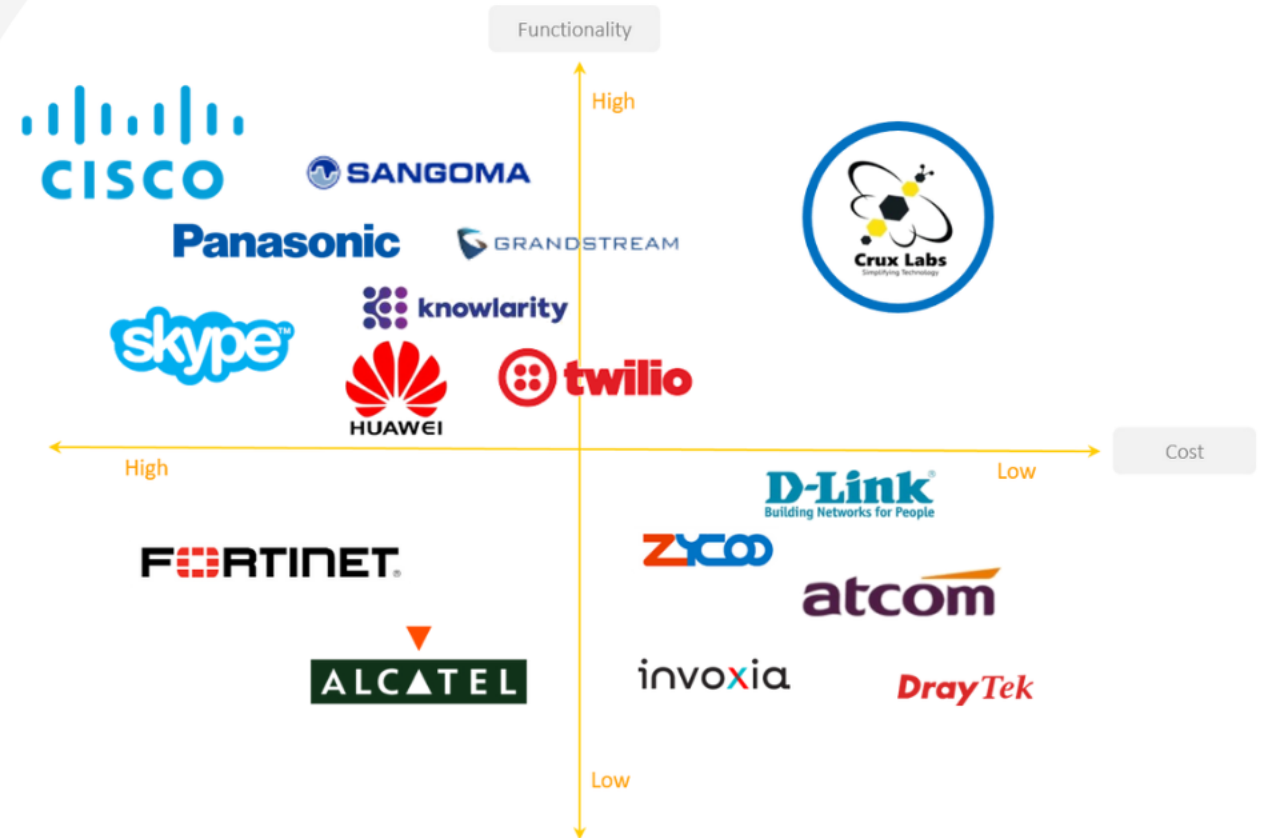 Functionality
High
CISCO
SANGOMA
Panasonic
GRANDSTREAM
Crux Labs
Simplifying Technology
knowlarity
skype™
twilio
HUAWEI
High
Low
Cost
D-Link®
Building Networks for People
ZYCOO
FORTINET®
atcom
ALCATEL
invoxia
DrayTek
Low